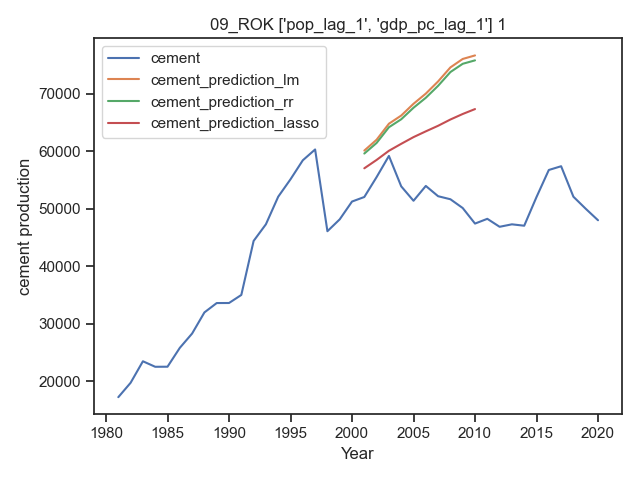 09_ROK ['pop_lag_1', 'gdp_pc_lag_1'] 1
cement
cement_prediction_lm
cement_prediction_rr
cement_prediction_lasso
cement production
70000
60000
50000
40000
30000
20000
1980 1985 1990 1995 2000 2005 2010 2015 2020
Year